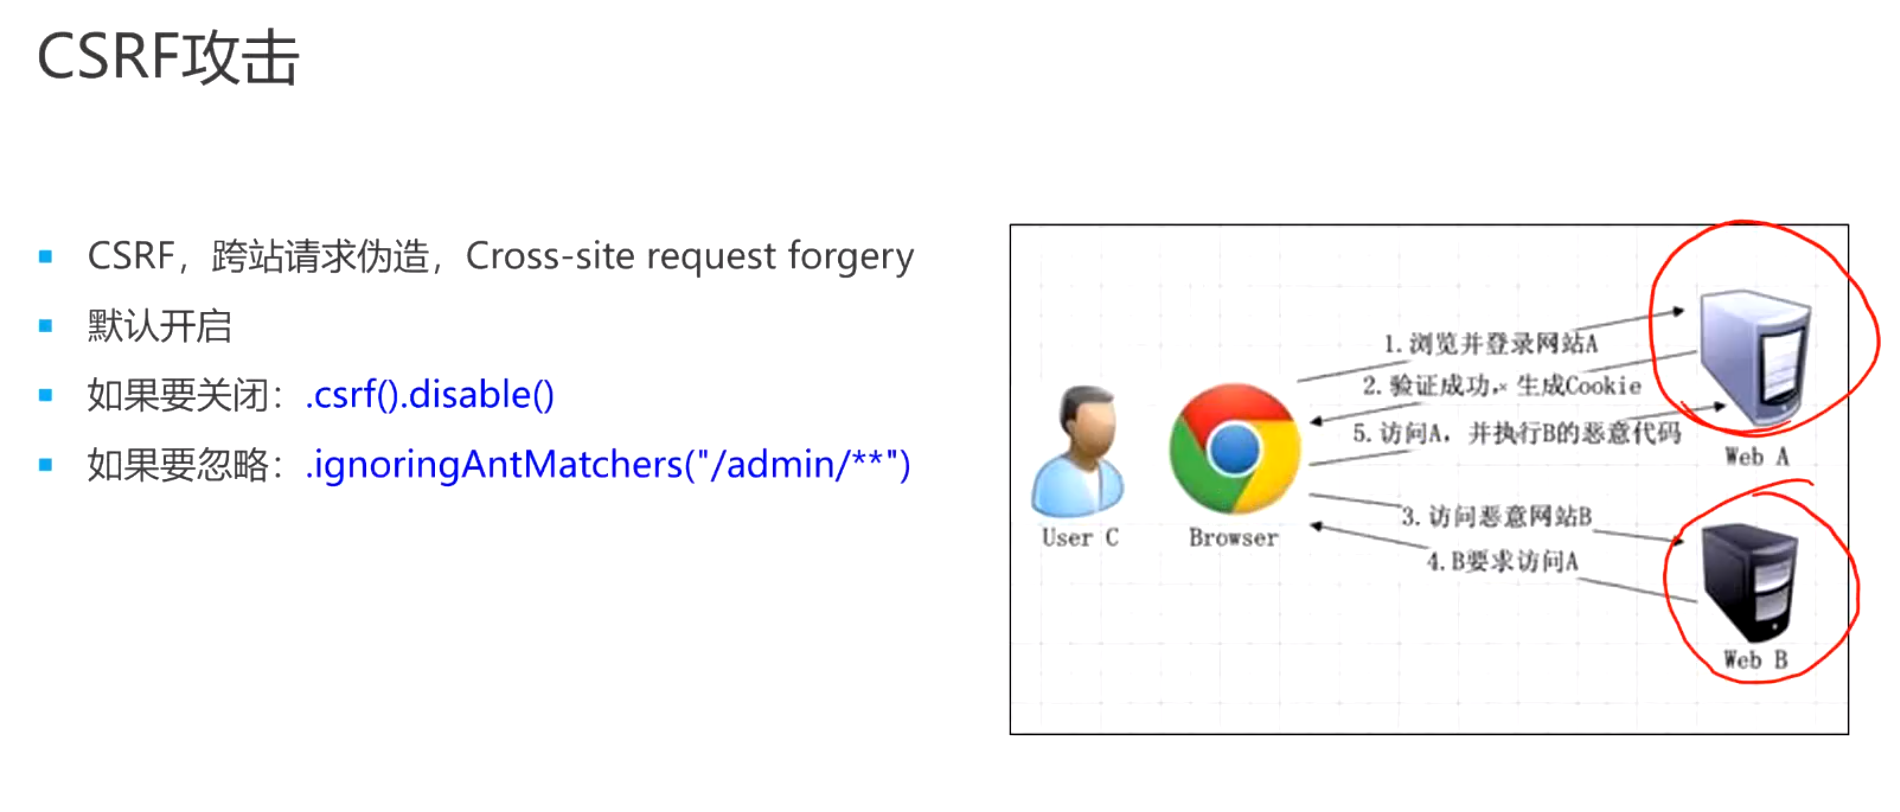 CSRF攻击
CSRF，跨站请求伪造，Cross-site request forgery
默认开启
如果要关闭：.csrf().disable()
如果要忽略：.ignoringAntMatchers("/admin/**")
1.浏览并登录网站A
2.验证成功，生成Cookie
5.访问A，并执行B的恶意代码
Web A
3.访问恶意网站B
User C
Browser
4.B要求访问A
Web B